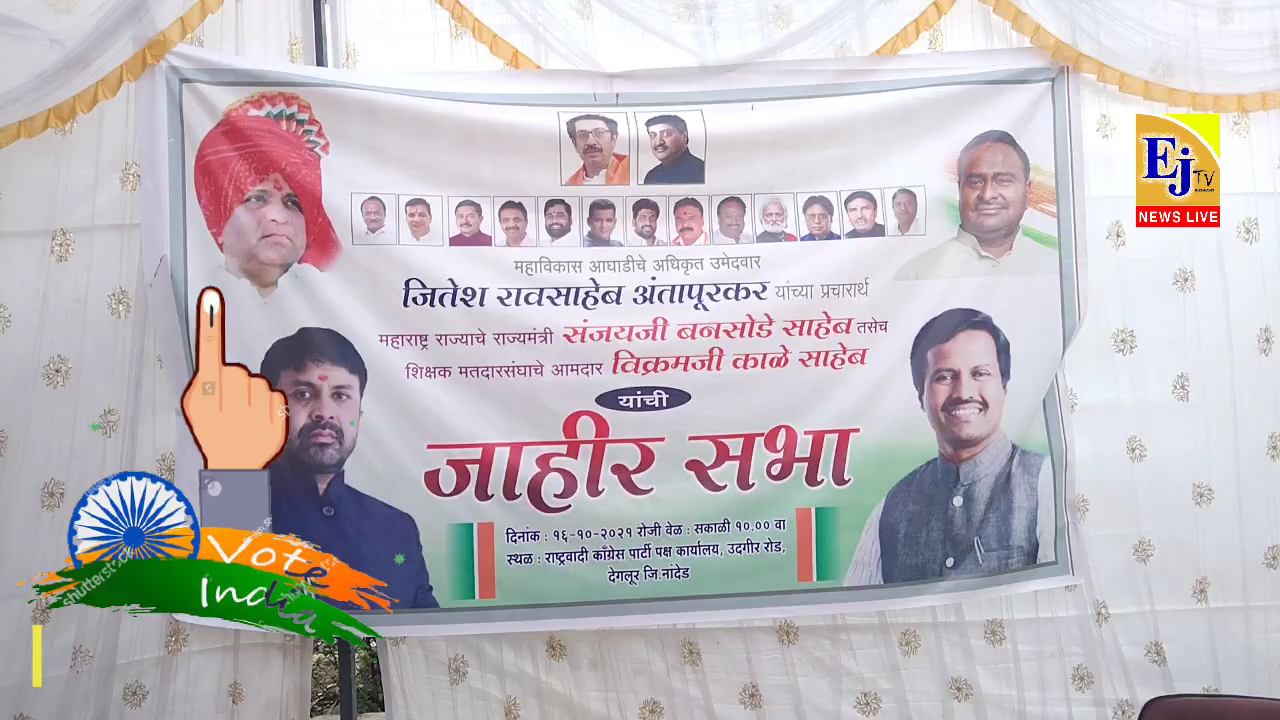 महाविकास आघाडीचे अधिकृत उमेदवार
जितेश रावसाहेब अंतापूरकर यांच्या प्रचारार्थ
महाराष्ट्र राज्याचे राज्यमंत्री संजयजी बनसोडे साहेब तसेच
शिक्षक मतदारसंघाचे आमदार विक्रमजी काळे साहेब
यांची
जाहीर सभा
दिनांक : १६-१०-२०२१ रोजी वेळ : सकाळी १०.०० वा
स्थळ : राष्ट्रवादी काँग्रेस पार्टी पक्ष कार्यालय, उदगीर रोड,
देगलूर जि.नांदेड
Ej TV
NEWS LIVE
Vote
India
shutterstock